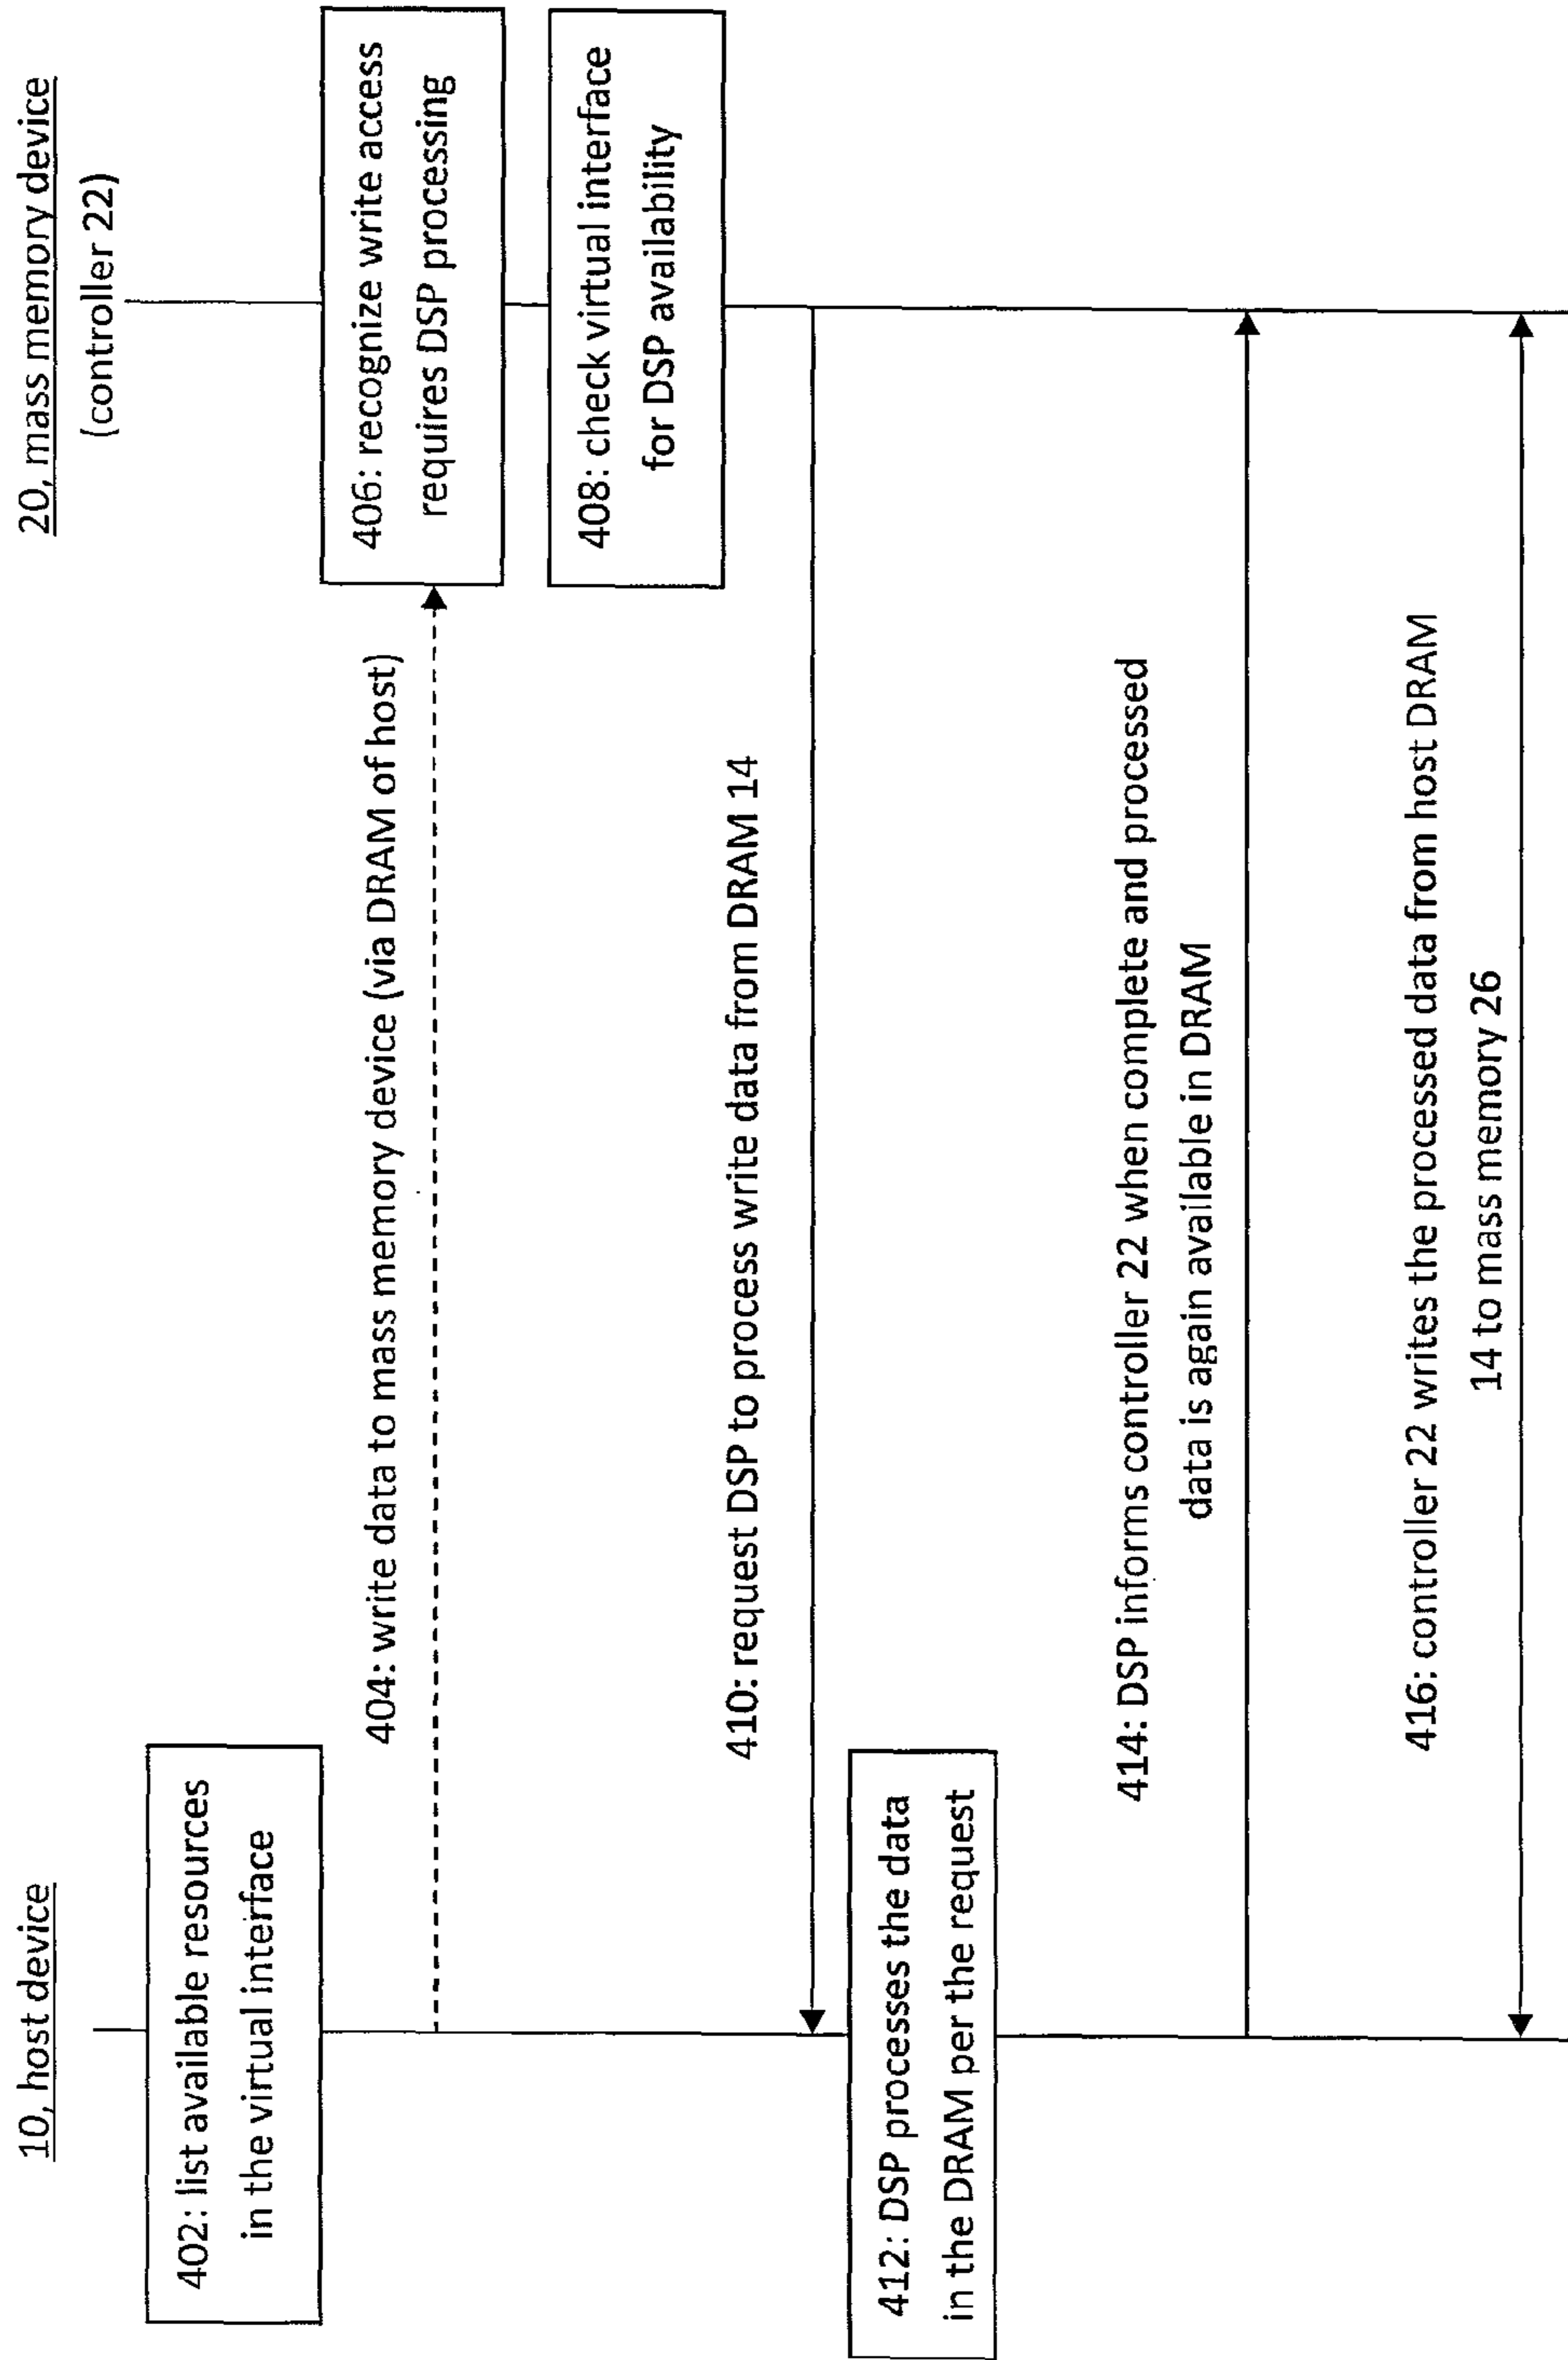 10, host device
20, mass memory device
(controller 22)
402: list available resources
in the virtual interface
404: write data to mass memory device (via DRAM of host)
406: recognize write access
requires DSP processing
408: check virtual interface
for DSP availability
410: request DSP to process write data from DRAM 14
412: DSP processes the data
in the DRAM per the request
414: DSP informs controller 22 when complete and processed
data is again available in DRAM
416: controller 22 writes the processed data from host DRAM
14 to mass memory 26